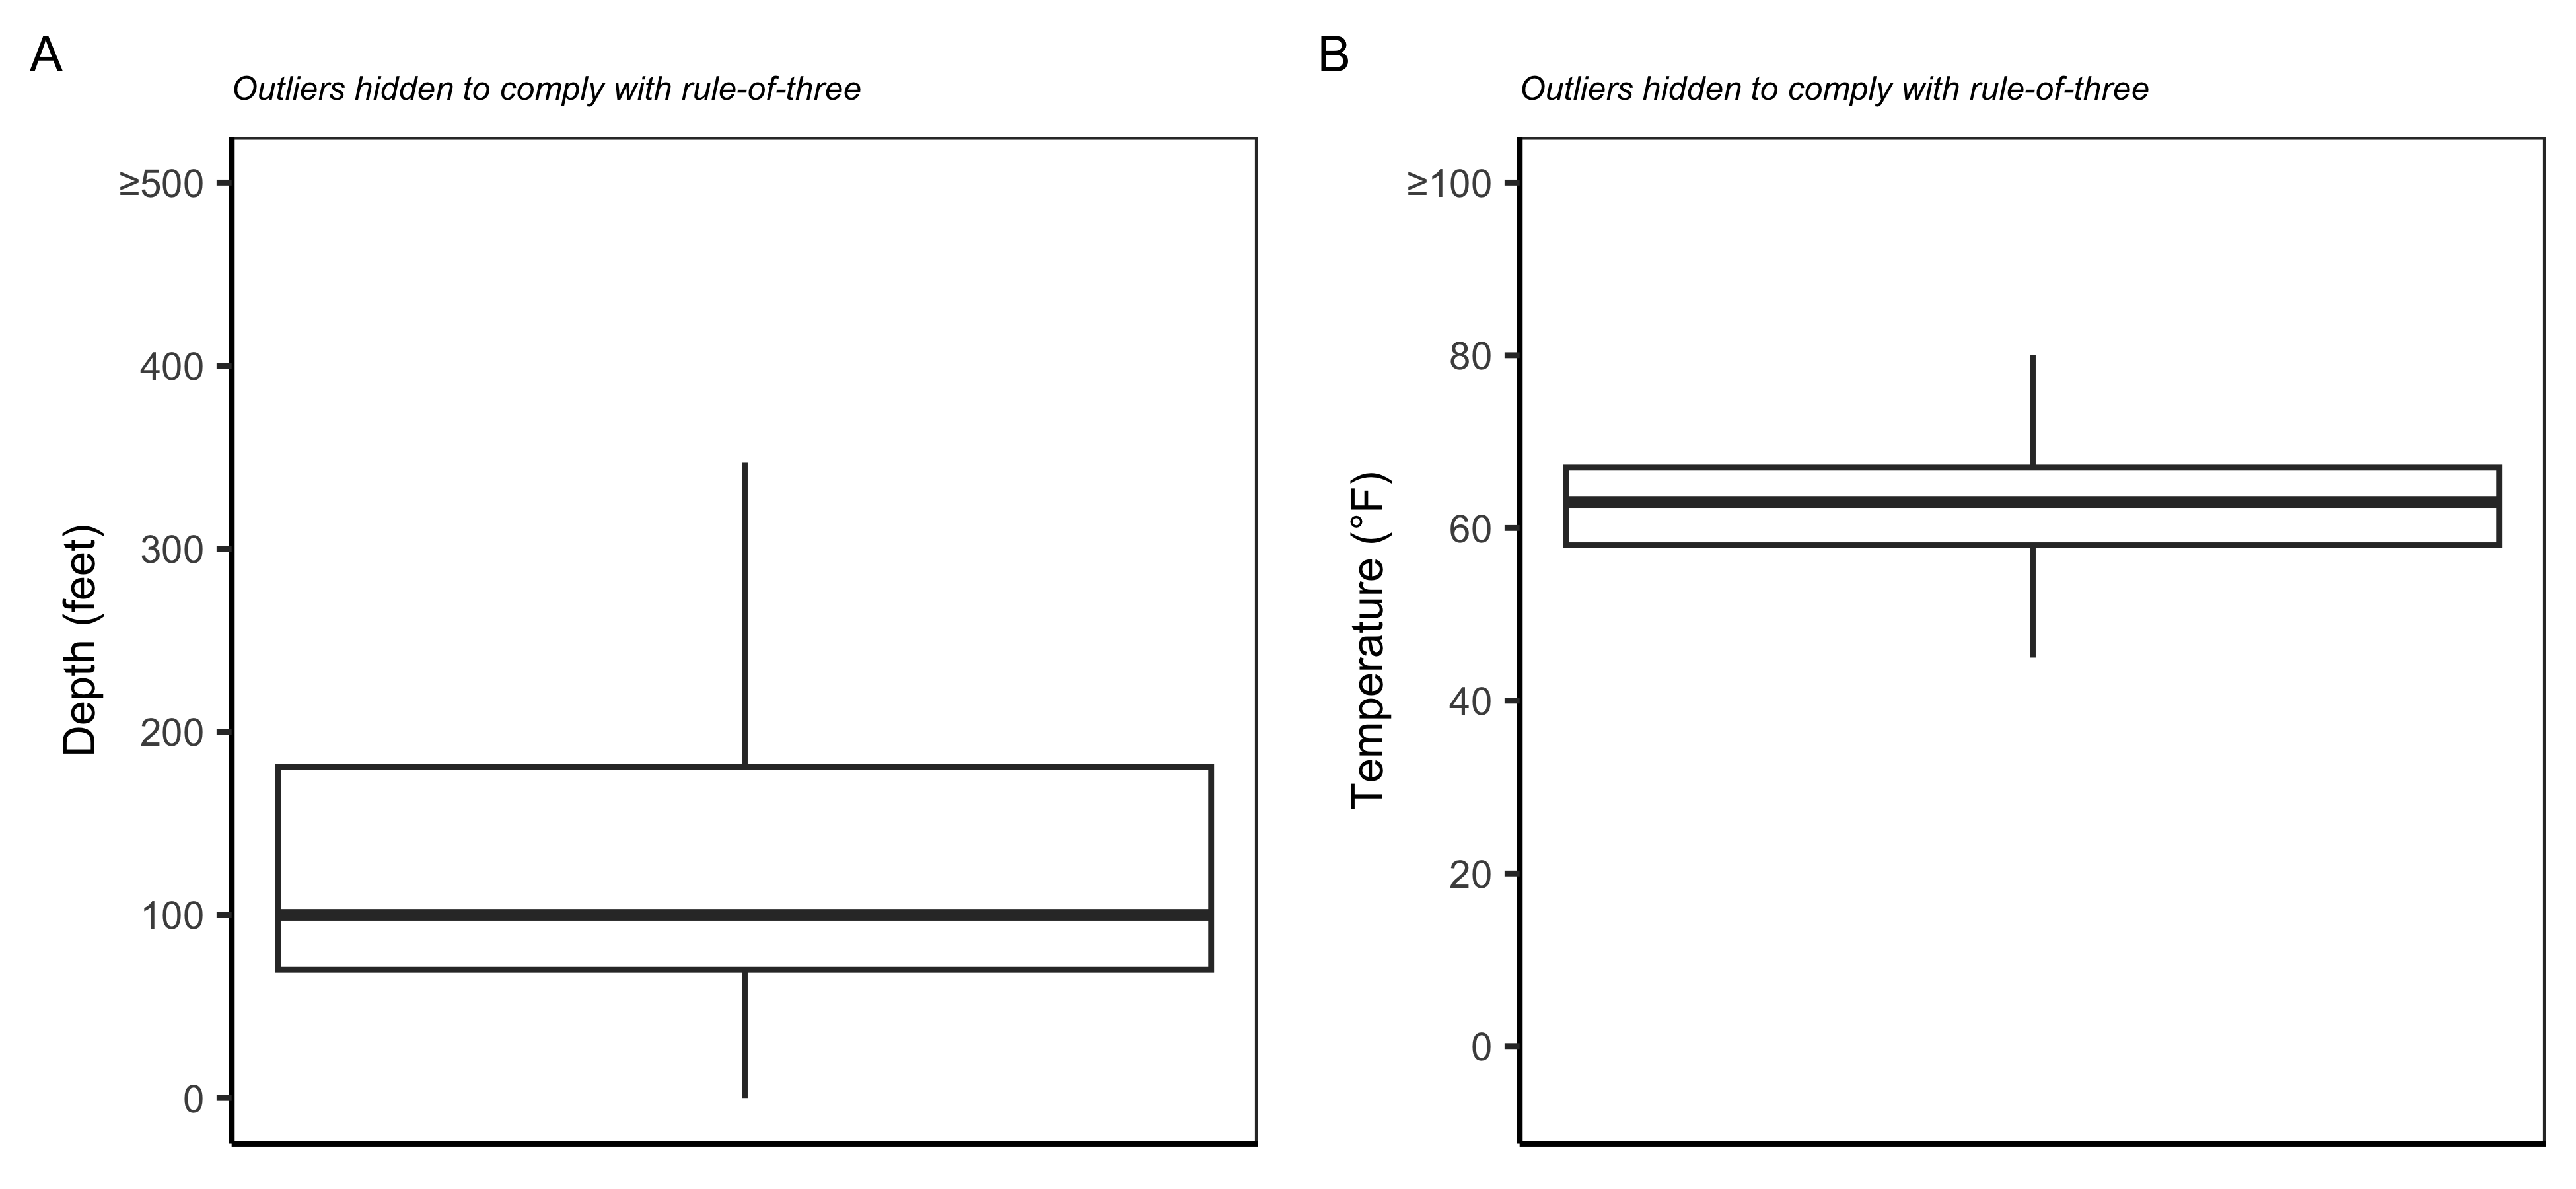 A
Outliers hidden to comply with rule-of-three
≥500
400
300
200
100
0
Depth (feet)
B
Outliers hidden to comply with rule-of-three
≥100
80
60
40
20
0
Temperature (°F)